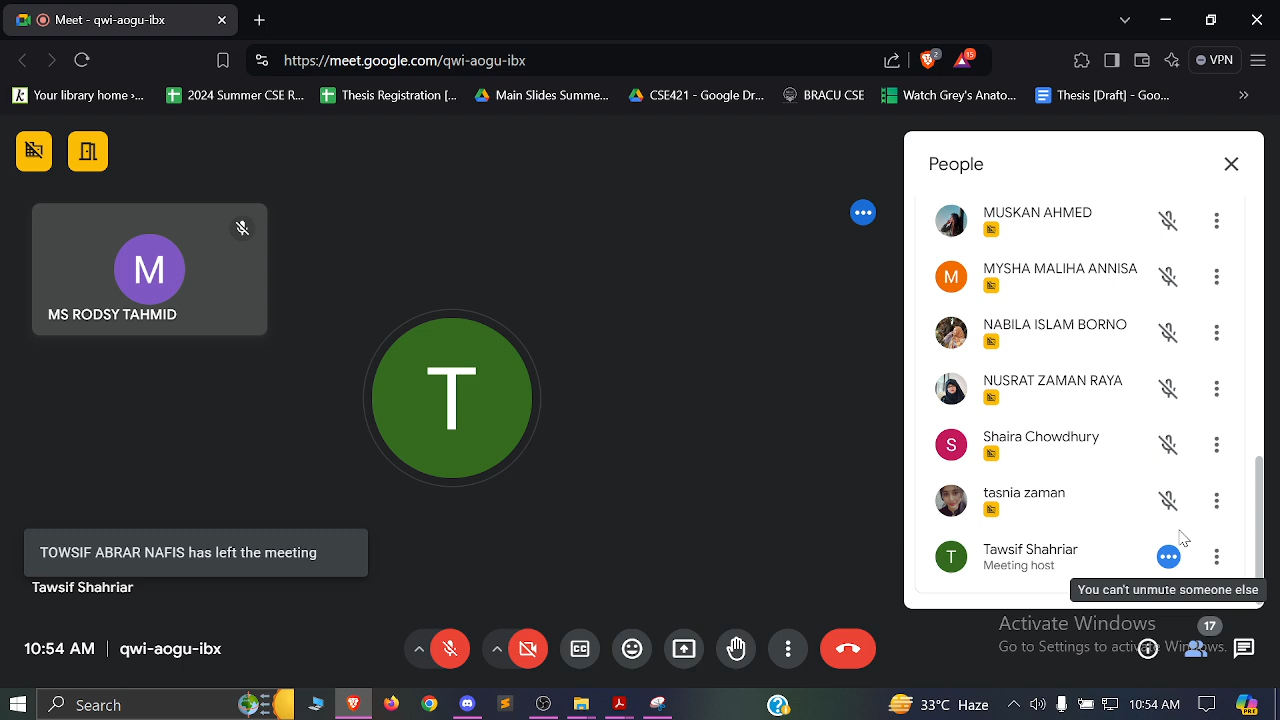 Meet - qwi-aogu-ibx
https://meet.google.com/qwi-aogu-ibx
2
15
VPN
k Your library home ›...
2024 Summer CSE R...
Thesis Registration [...
Main Slides Summe...
CSE421 - Google Dr...
BRACU CSE
Watch Grey's Anato...
Thesis [Draft] - Goo...
»
People
MUSKAN AHMED
M
MYSHA MALIHA ANNISA
NABILA ISLAM BORNO
NUSRAT ZAMAN RAYA
S
Shaira Chowdhury
tasnia zaman
T
Tawsif Shahriar
Meeting host
You can't unmute someone else
M
MS RODSY TAHMID
T
TOWSIF ABRAR NAFIS has left the meeting
Tawsif Shahriar
10:54 AM | qwi-aogu-ibx
CC
17
Activate Windows
Go to Settings to activate Windows.
Search
33°C Haze
10:54 AM
PRE